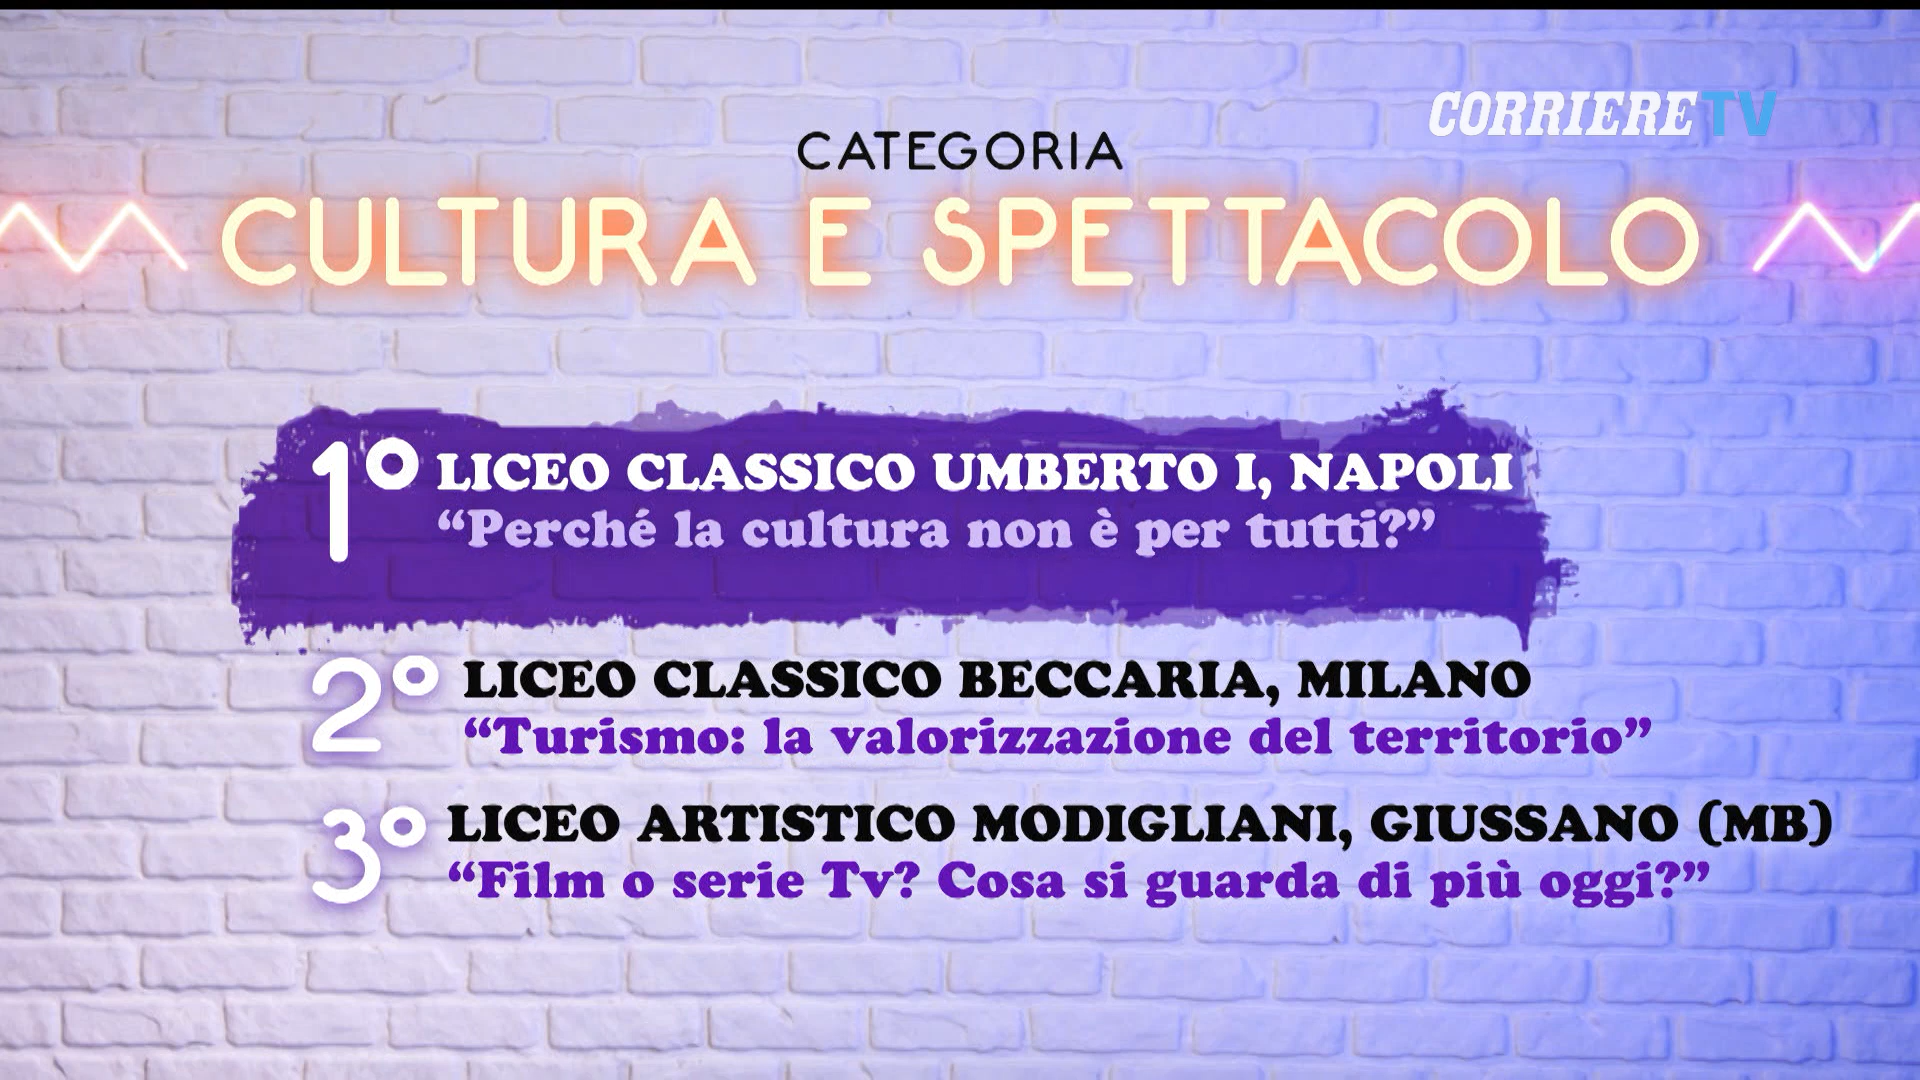 CORRIERE TV
CATEGORIA
CULTURA E SPETTACOLO
1° LICEO CLASSICO UMBERTO I, NAPOLI
“Perché la cultura non è per tutti?”
2° LICEO CLASSICO BECCARIA, MILANO
“Turismo: la valorizzazione del territorio”
3° LICEO ARTISTICO MODIGLIANI, GIUSSANO (MB)
“Film o serie Tv? Cosa si guarda di più oggi?”